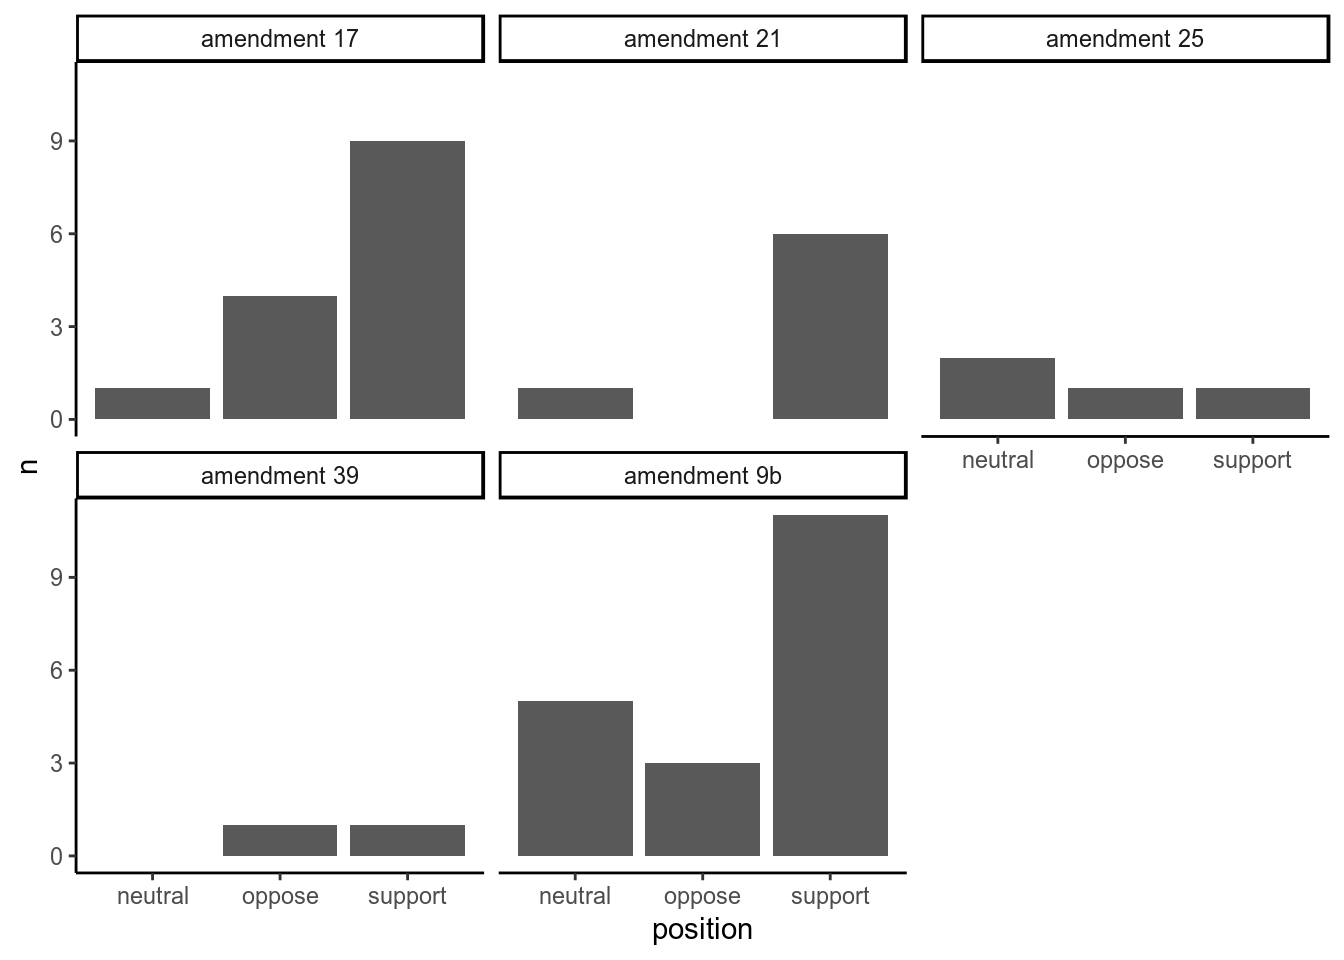 amendment 17
amendment 21
amendment 25
9
6
3
0
neutral oppose support
n
amendment 39
amendment 9b
9
6
3
0
neutral oppose support
neutral oppose support
position